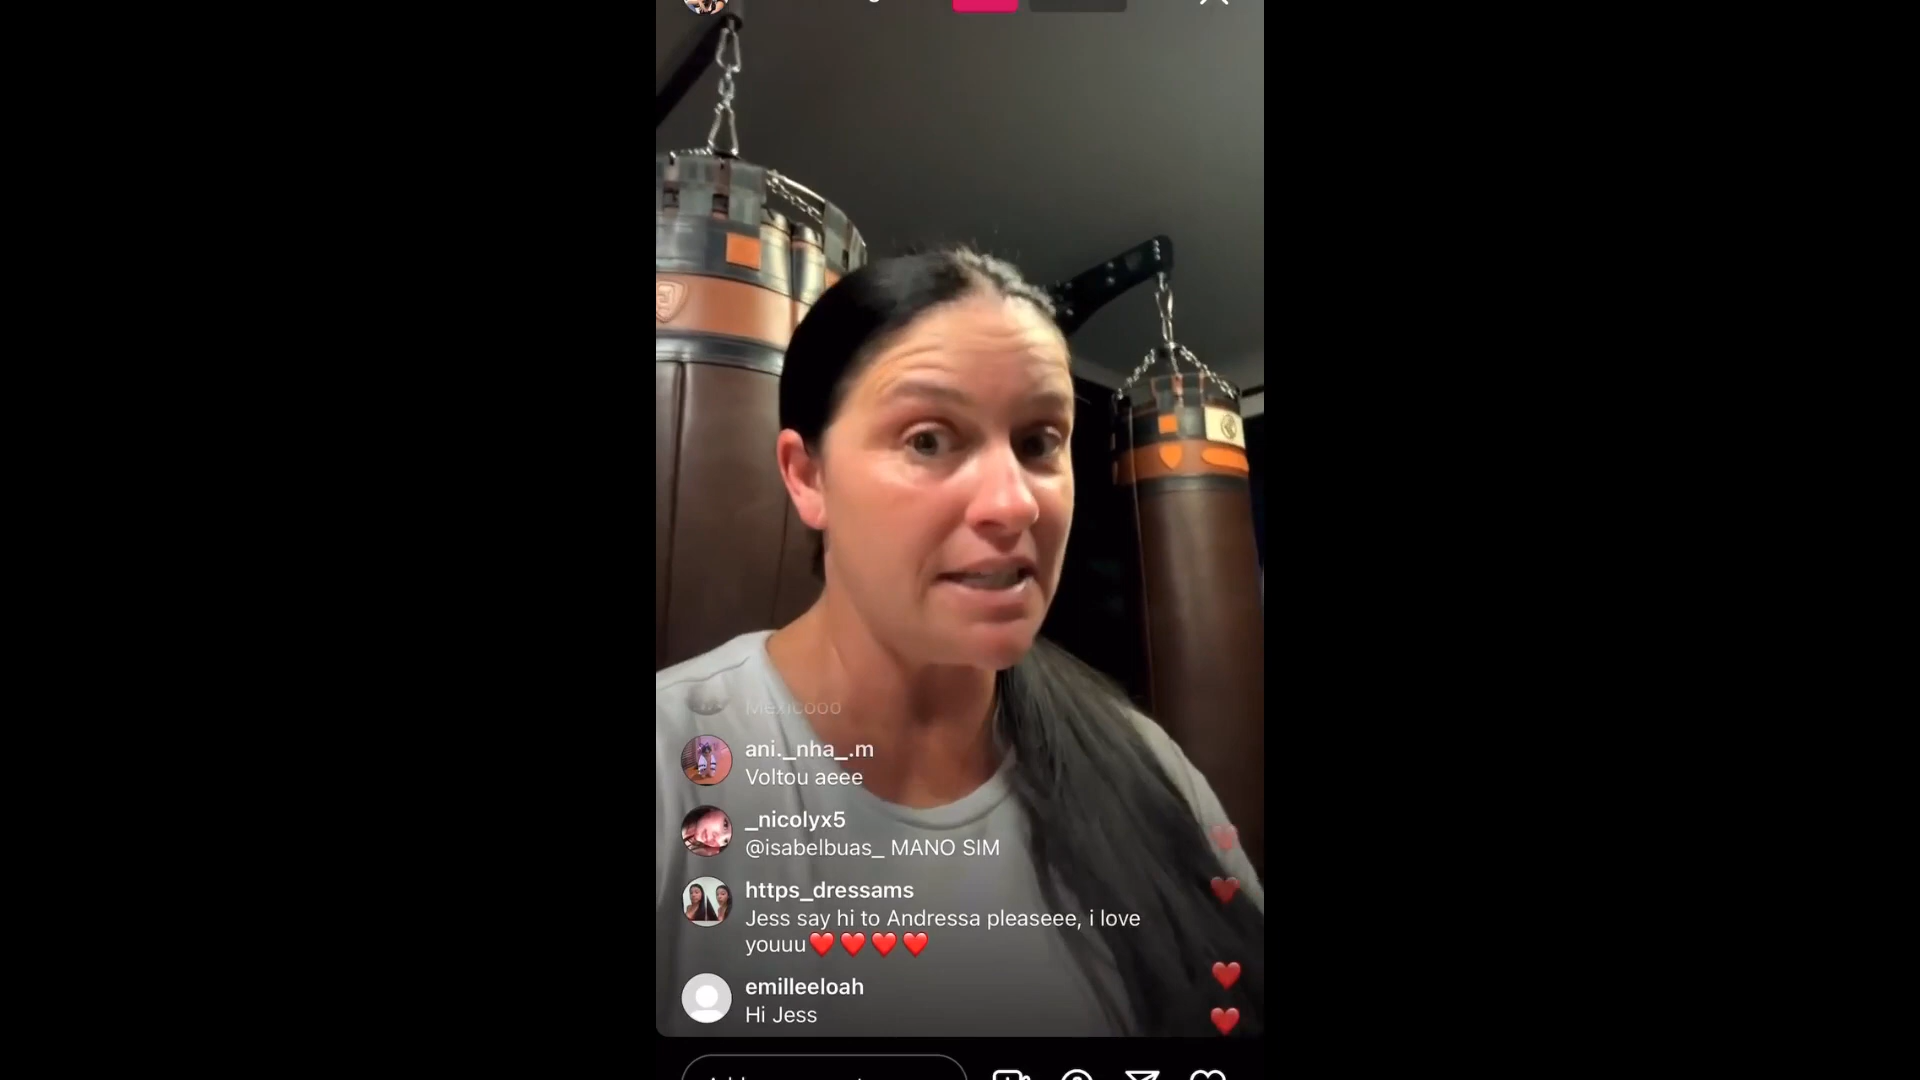 Mexicooo
ani._nha_.m
Voltou aeee
_nicolyx5
@isabelbuas_ MANO SIM
https_dressams
Jess say hi to Andressa pleaseee, i love
youuu❤️❤️❤️❤️
emilleeloah
Hi Jess